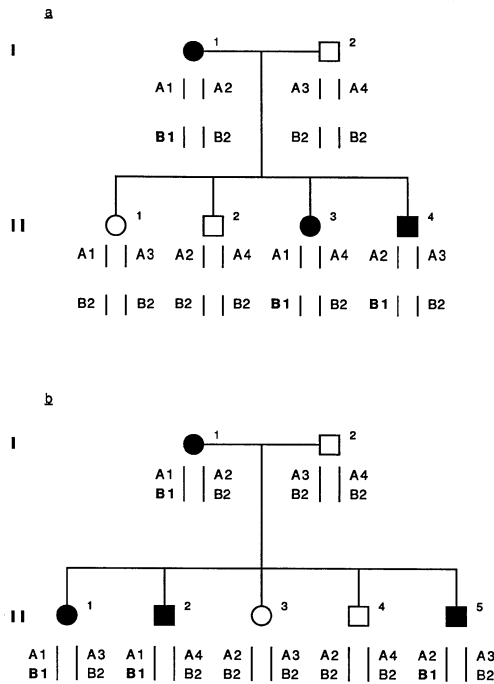 a
I
1 2
A1 A2 A3 A4
B1 B2 B2 B2
II
1 2 3 4
A1 A3 A2 A4 A1 A4 A2 A3
B2 B2 B2 B2 B1 B2 B1 B2
b
I
1 2
A1 A2 A3 A4
B1 B2 B2 B2
II
1 2 3 4 5
A1 A3 A1 A4 A2 A3 A2 A4 A2 A3
B1 B2 B1 B2 B2 B2 B2 B2 B1 B2